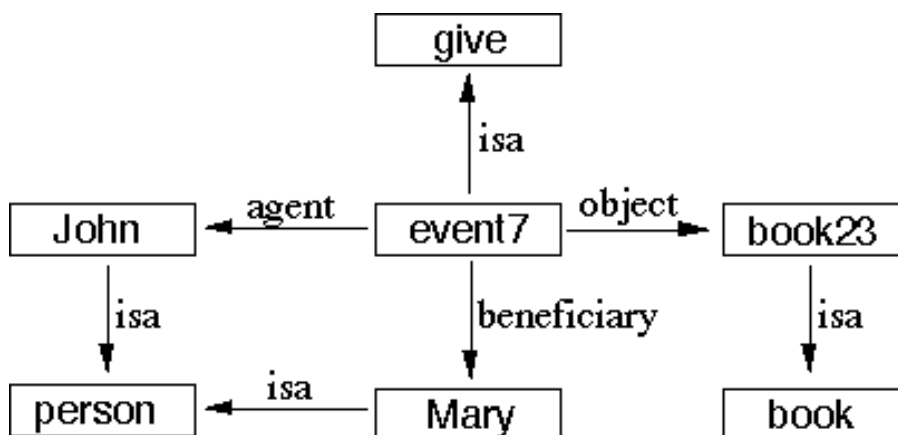 give
isa
agent
object
John
event7
book23
isa
beneficiary
isa
isa
person
Mary
book